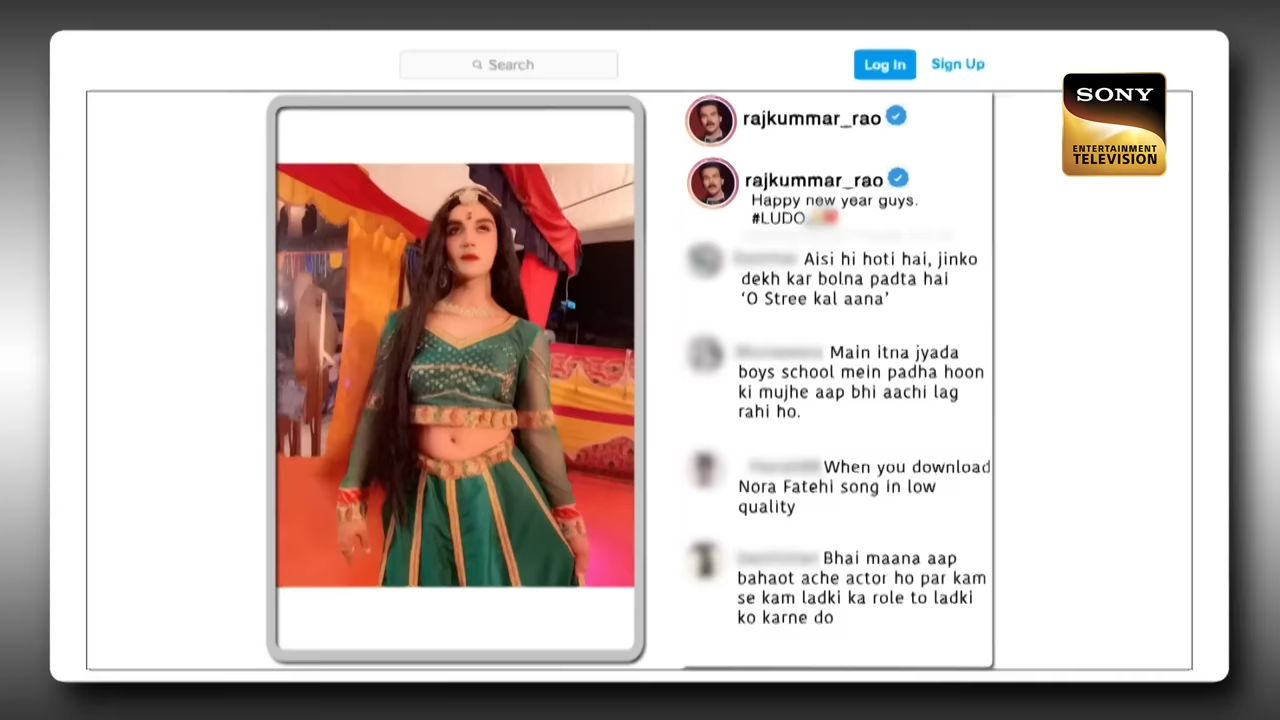 Search
Log In
Sign Up
SONY
ENTERTAINMENT
TELEVISION
rajkummar_rao
rajkummar_rao
Happy new year guys.
#LUDO
Aisi hi hoti hai, jinko
dekh kar bolna padta hai
‘O Stree kal aana’
Main itna jyada
boys school mein padha hoon
ki mujhe aap bhi aachi lag
rahi ho.
When you download
Nora Fatehi song in low
quality
Bhai maana aap
bahaot ache actor ho par kam
se kam ladki ka role to ladki
ko karne do